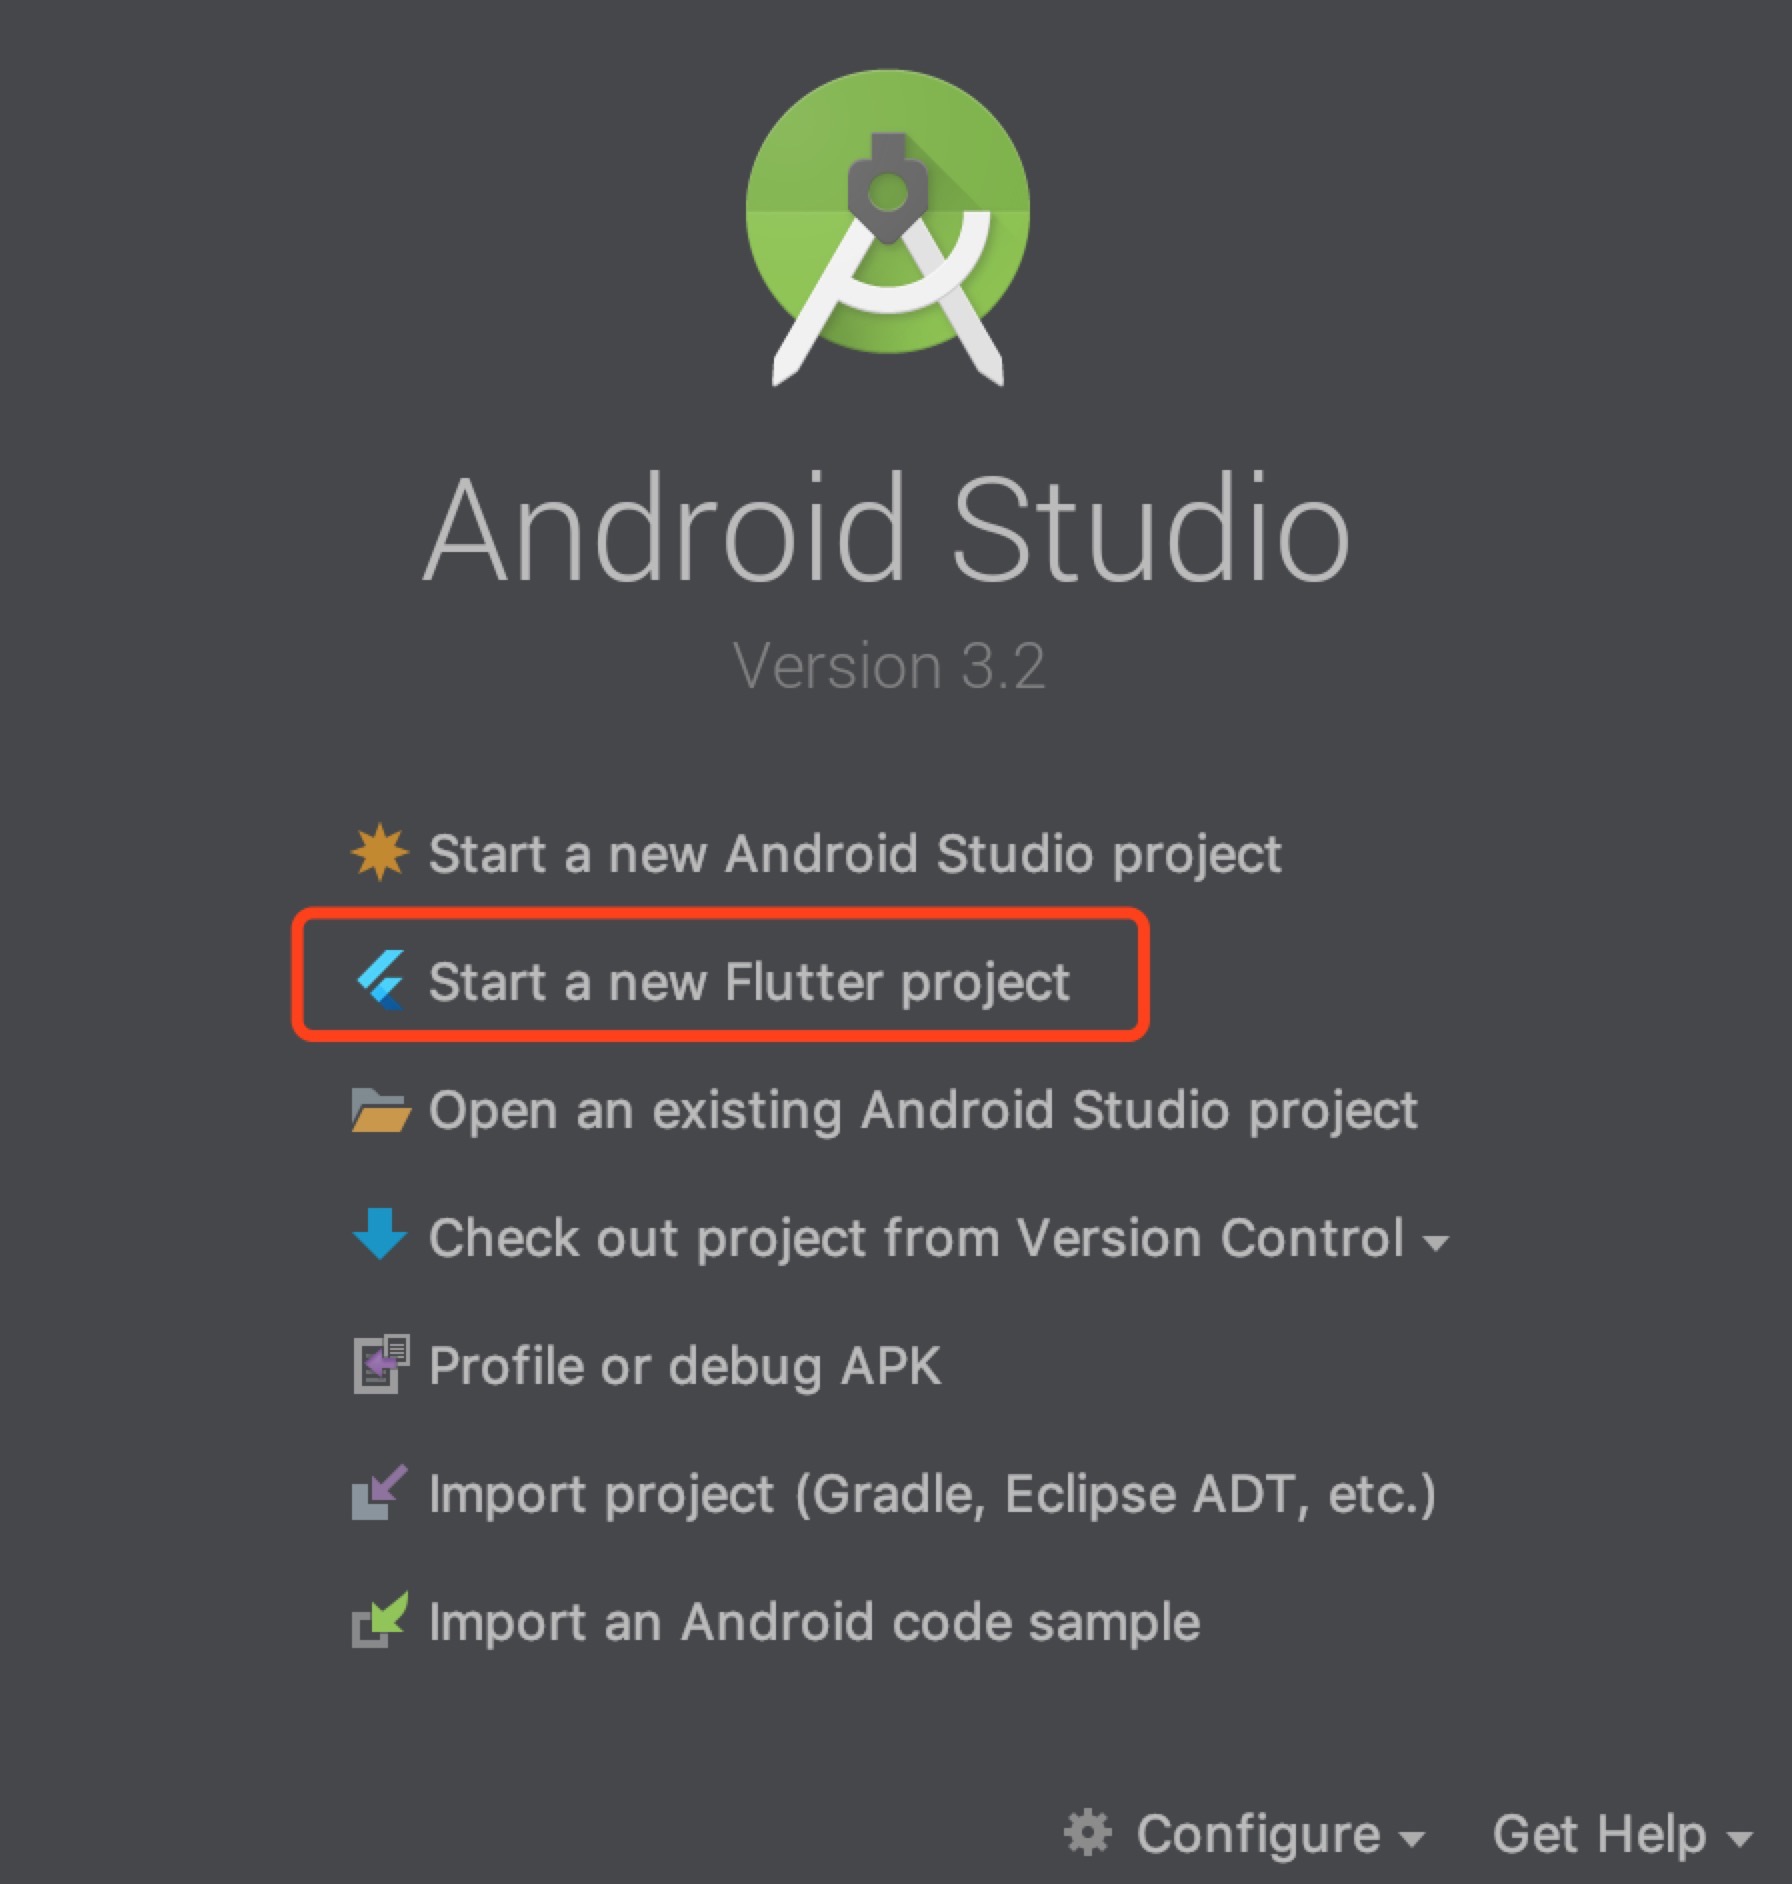 Android Studio
Version 3.2
Start a new Android Studio project
Start a new Flutter project
Open an existing Android Studio project
Check out project from Version Control
Profile or debug APK
Import project (Gradle, Eclipse ADT, etc.)
Import an Android code sample
Configure Get Help